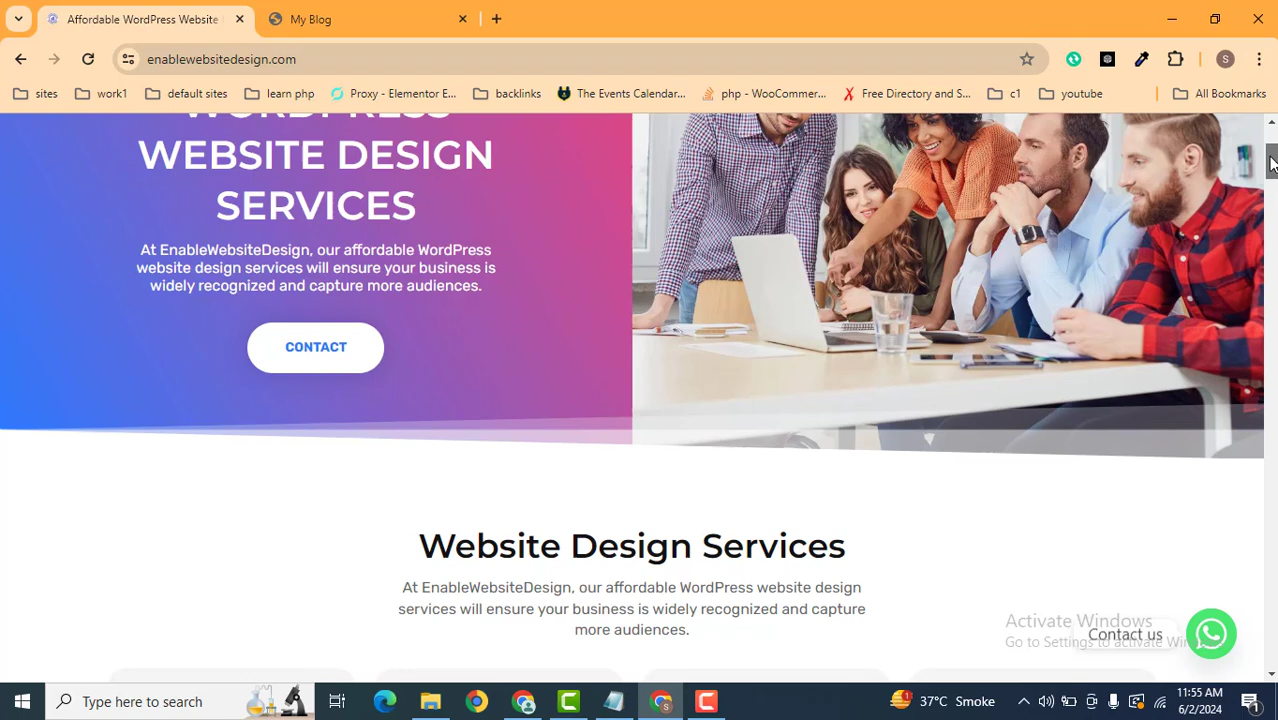 Affordable WordPress Website
My Blog
enablewebsitedesign.com
S
sites
work1
default sites
learn php
Proxy - Elementor E...
backlinks
The Events Calendar...
php - WooCommer...
Free Directory and S...
c1
youtube
All Bookmarks
WORDPRESS
WEBSITE DESIGN
SERVICES
At EnableWebsiteDesign, our affordable WordPress
website design services will ensure your business is
widely recognized and capture more audiences.
CONTACT
Website Design Services
At EnableWebsiteDesign, our affordable WordPress website design
services will ensure your business is widely recognized and capture
more audiences.
Activate Windows
Go to Settings to activate Win
Contact us
Type here to search
37°C Smoke
11:55 AM
6/2/2024
1
1